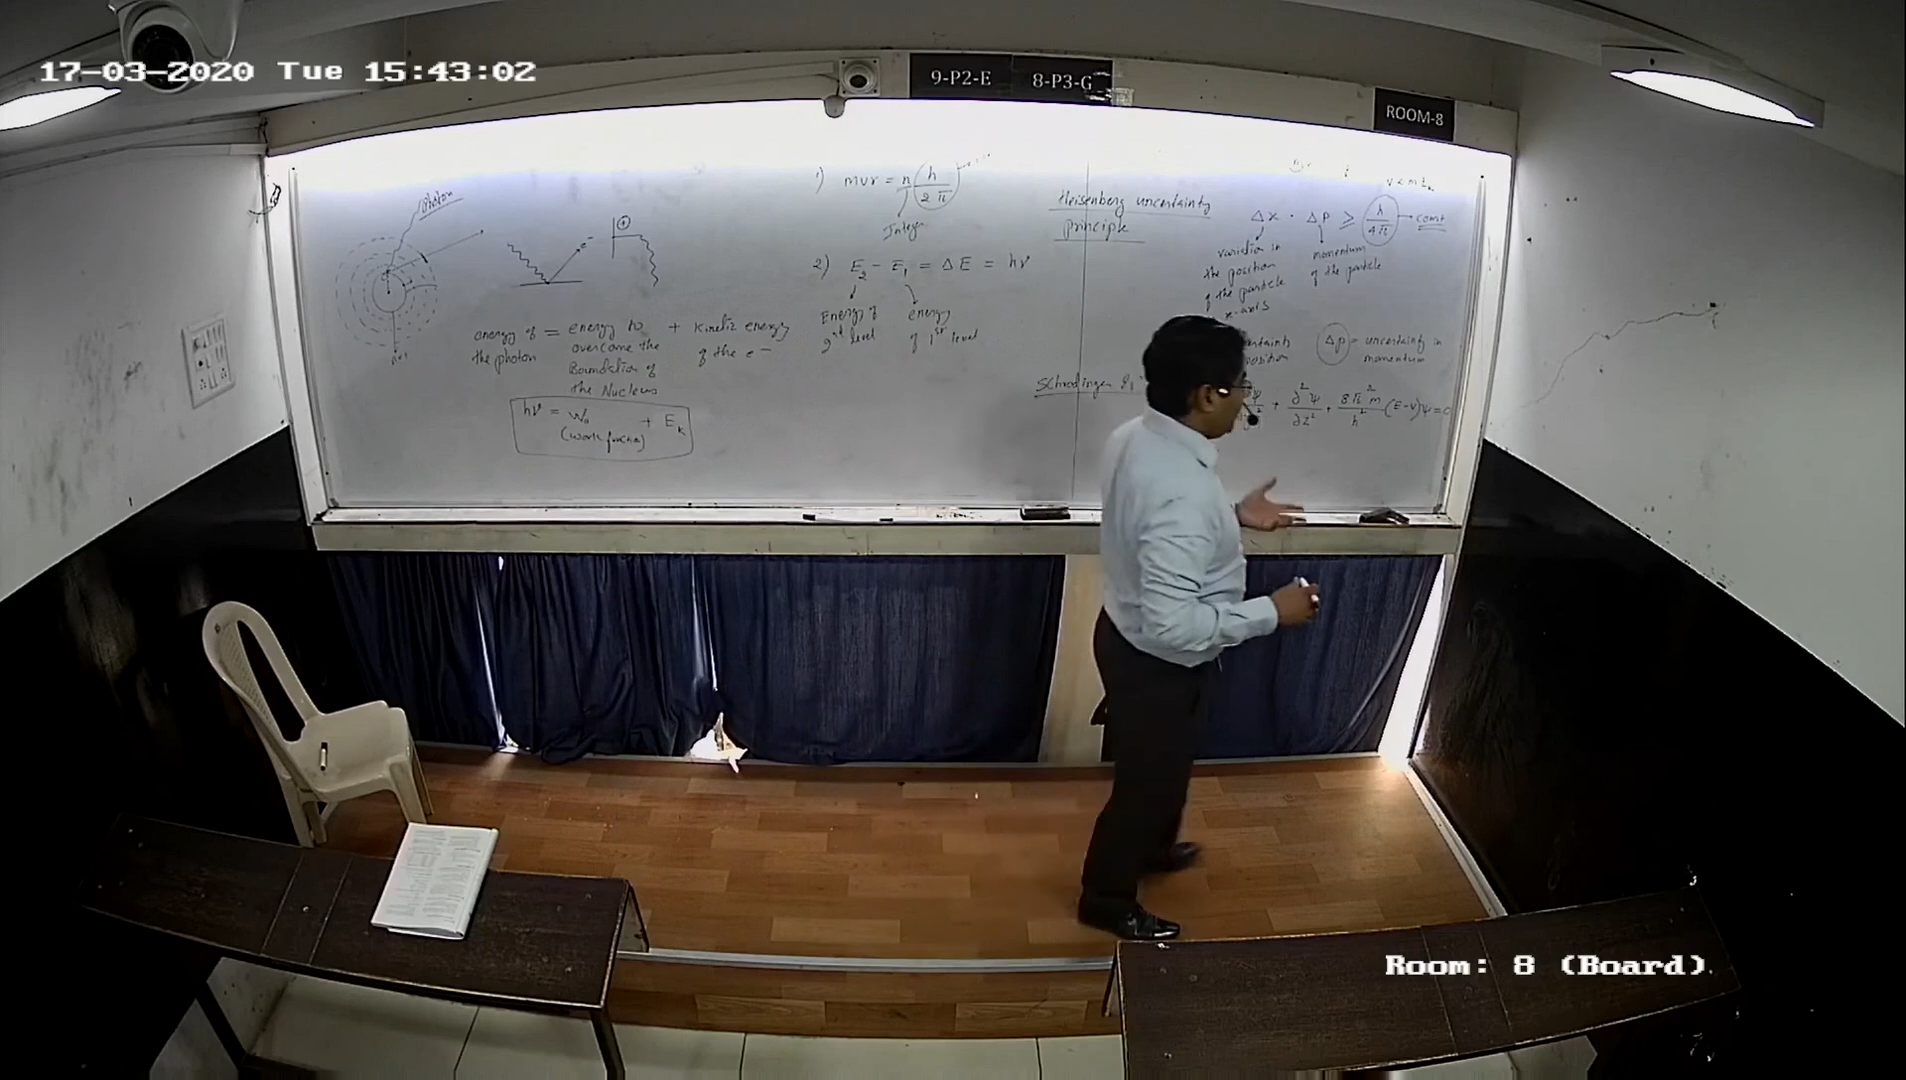 17-03-2020 Tue 15:43:02
9-P2-E 8-P3-G
ROOM-8
photon
energy of = energy to + kinetic energy
the photon overcome the of the e-
Boundation of
the Nucleus
hν = W₀ + Eₖ
(work function)
e-
1) mvr = n h/2π
Integer
2) E₂ - E₁ = ΔE = hν
Energy of energy
level of 1st level
Heisenberg uncertainty
principle
Δx . Δp ≥ h/4π const
variation in momentum
the position of the particle
of the particle
x-axis
Δp = uncertainty in
position momentum
Schrodinger
+ ∂²ψ/∂z² + 8π²m/h² (E-V)ψ = 0
Room: 8 (Board)